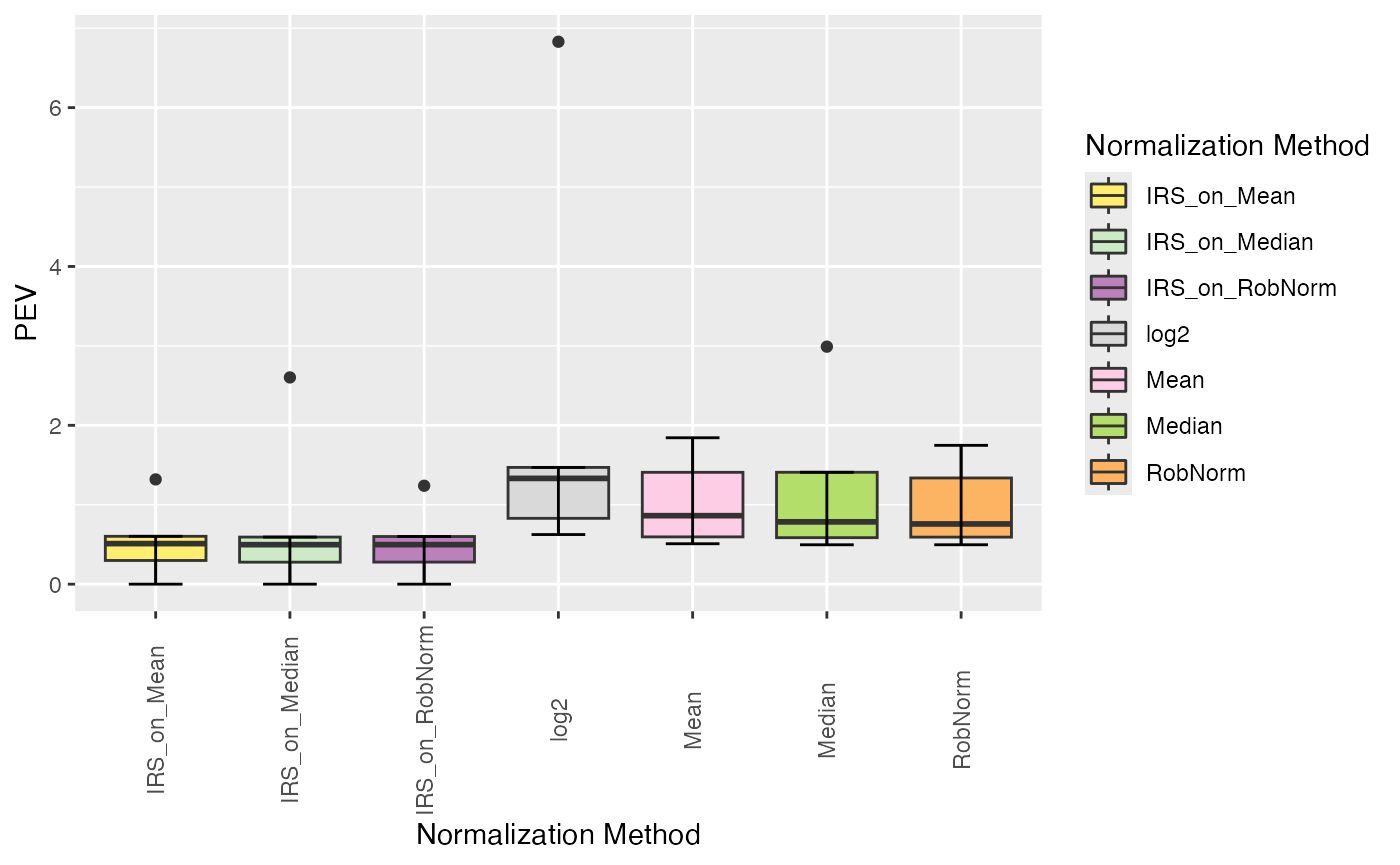 PEV
6
4
2
0
IRS_on_Mean
IRS_on_Median
IRS_on_RobNorm
log2
Mean
Median
RobNorm
Normalization Method
Normalization Method
IRS_on_Mean
IRS_on_Median
IRS_on_RobNorm
log2
Mean
Median
RobNorm